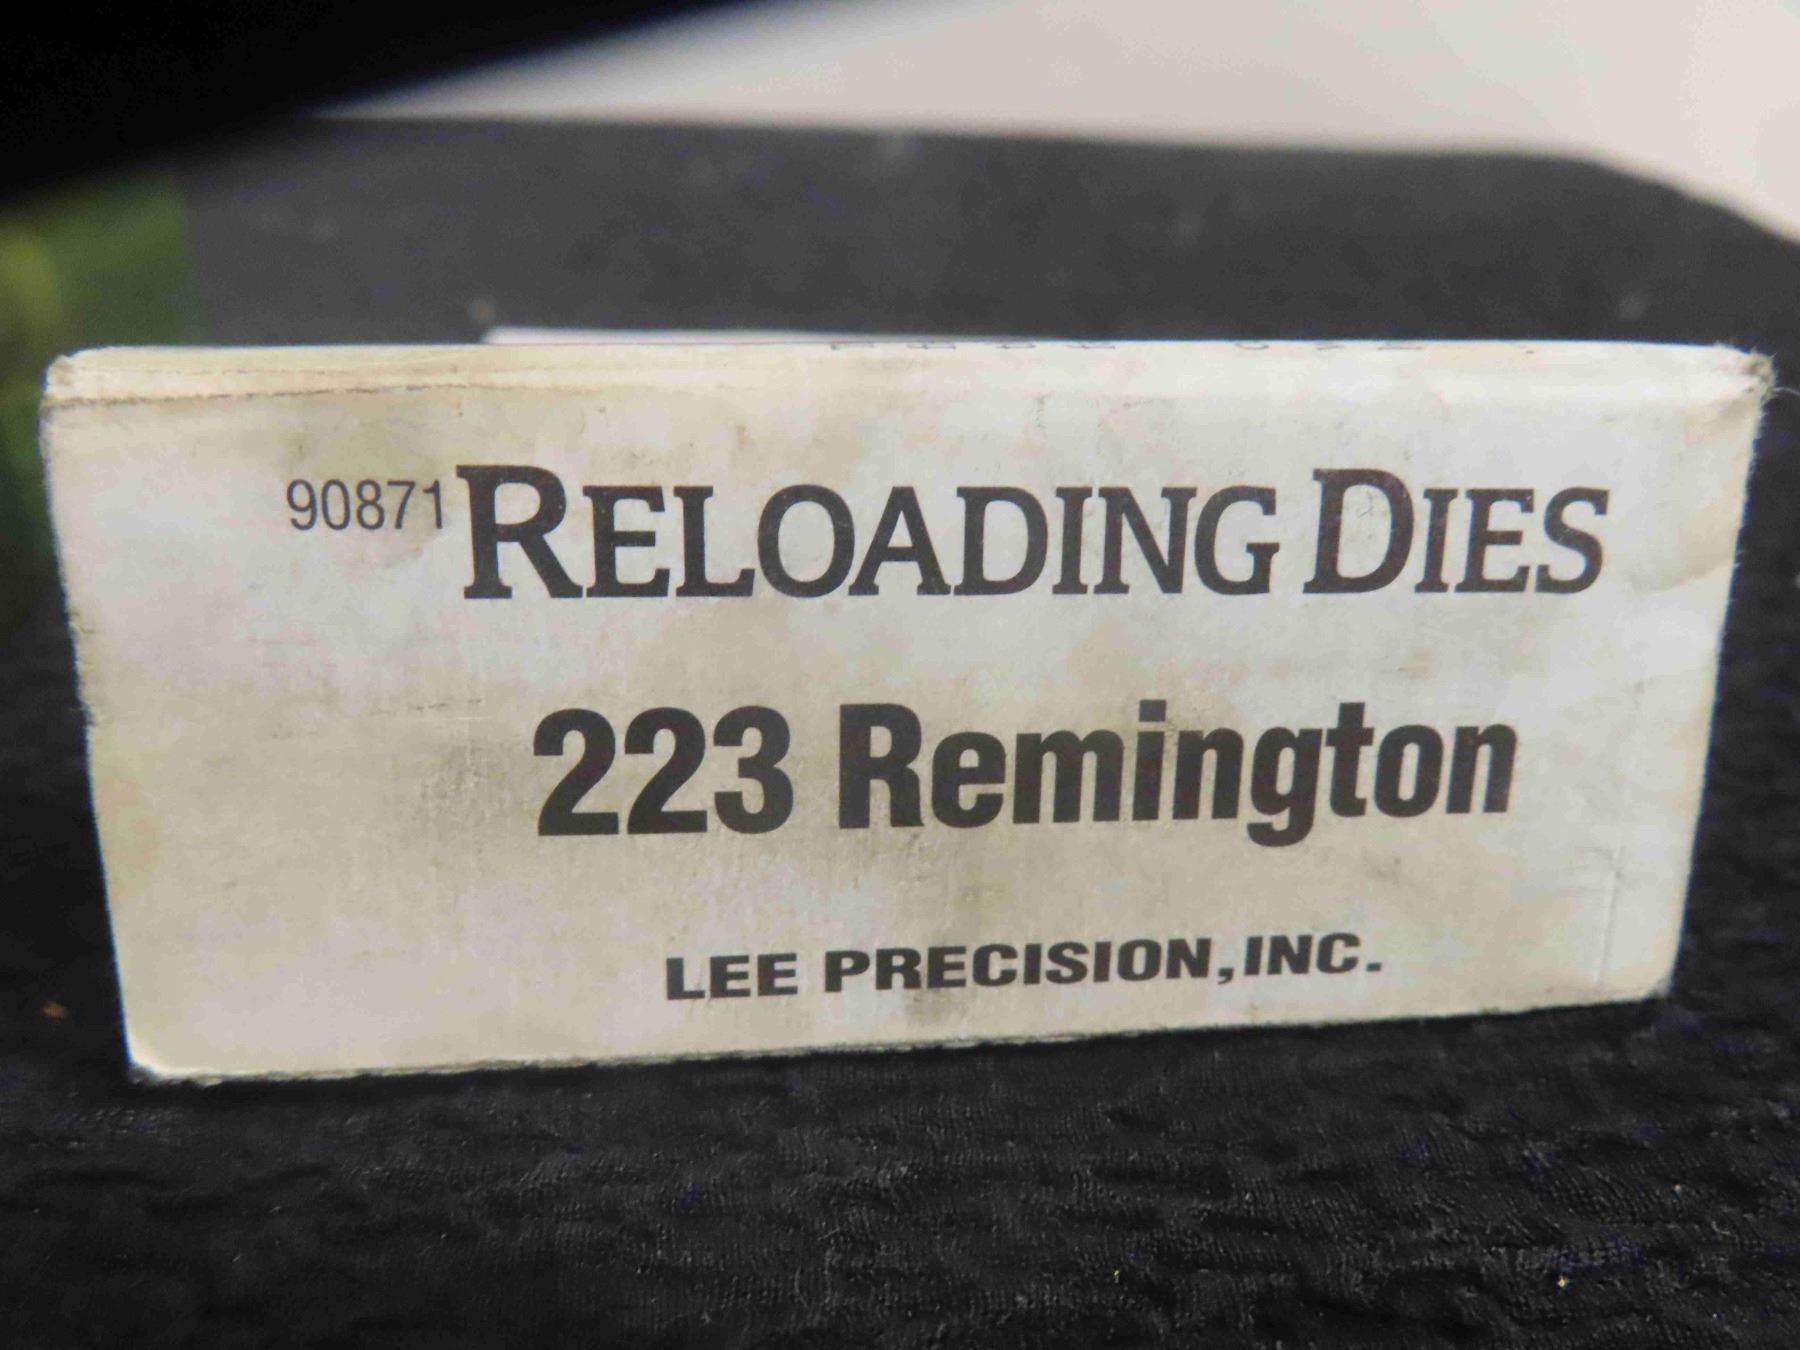 90871 RELOADING DIES
223 Remington
LEE PRECISION, INC.